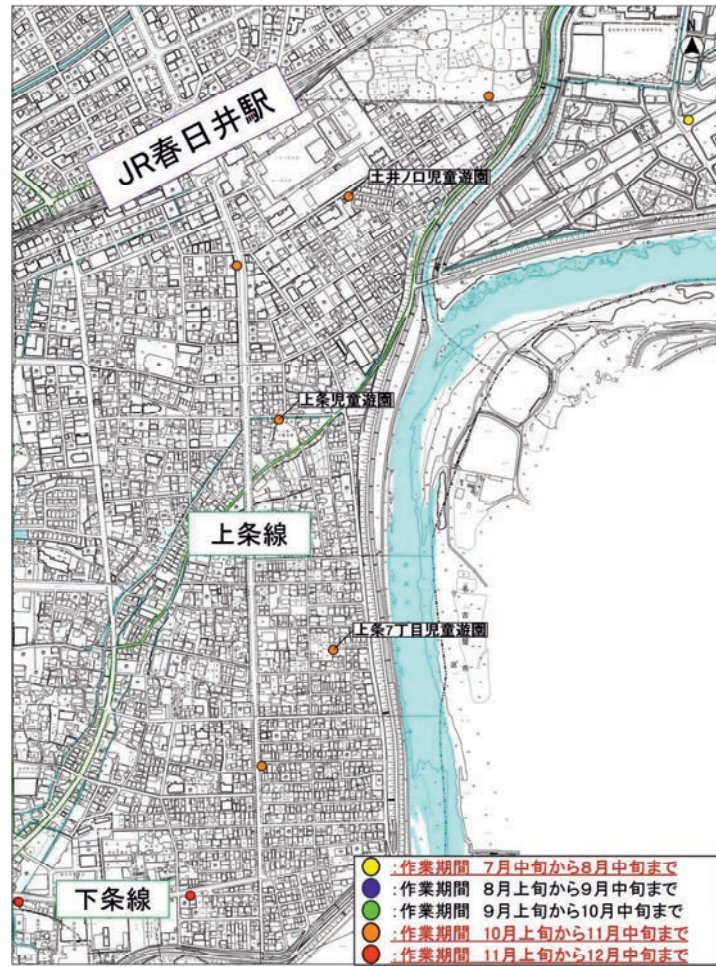 N
JR春日井駅
土井ノ口児童遊園
上条児童遊園
上条線
上条7丁目児童遊園
下条線
:作業期間 7月中旬から8月中旬まで
:作業期間 8月上旬から9月中旬まで
:作業期間 9月上旬から10月中旬まで
:作業期間 10月上旬から11月中旬まで
:作業期間 11月上旬から12月中旬まで